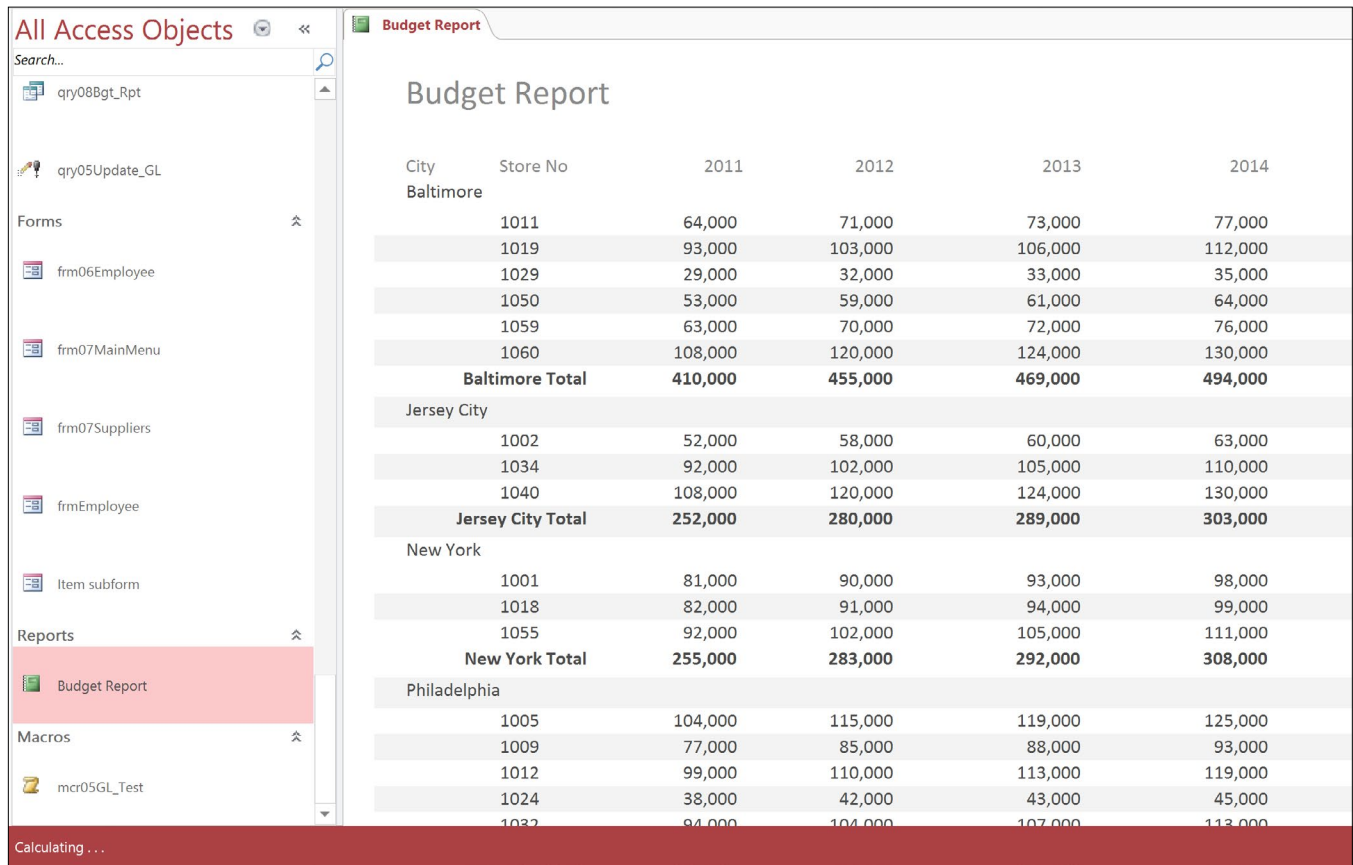 All Access Objects
Search...
qry08Bgt_Rpt
qry05Update_GL
Forms
frm06Employee
frm07MainMenu
frm07Suppliers
frmEmployee
Item subform
Reports
Budget Report
Macros
mcr05GL_Test
Budget Report
Budget Report
City Store No 2011 2012 2013 2014
Baltimore
1011 64,000 71,000 73,000 77,000
1019 93,000 103,000 106,000 112,000
1029 29,000 32,000 33,000 35,000
1050 53,000 59,000 61,000 64,000
1059 63,000 70,000 72,000 76,000
1060 108,000 120,000 124,000 130,000
Baltimore Total 410,000 455,000 469,000 494,000
Jersey City
1002 52,000 58,000 60,000 63,000
1034 92,000 102,000 105,000 110,000
1040 108,000 120,000 124,000 130,000
Jersey City Total 252,000 280,000 289,000 303,000
New York
1001 81,000 90,000 93,000 98,000
1018 82,000 91,000 94,000 99,000
1055 92,000 102,000 105,000 111,000
New York Total 255,000 283,000 292,000 308,000
Philadelphia
1005 104,000 115,000 119,000 125,000
1009 77,000 85,000 88,000 93,000
1012 99,000 110,000 113,000 119,000
1024 38,000 42,000 43,000 45,000
1032 94,000 104,000 107,000 113,000
Calculating . . .